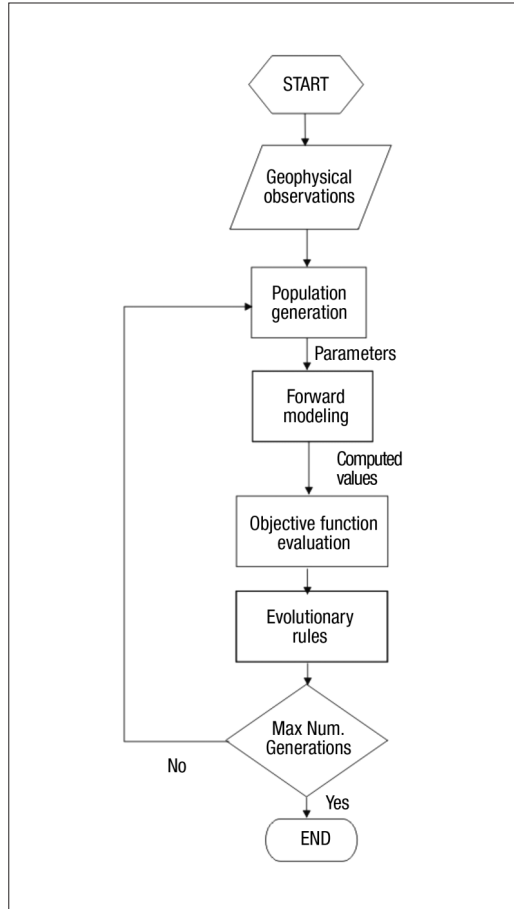 START
Geophysical
observations
Population
generation
Parameters
Forward
modeling
Computed
values
Objective function
evaluation
Evolutionary
rules
Max Num.
Generations
No
Yes
END